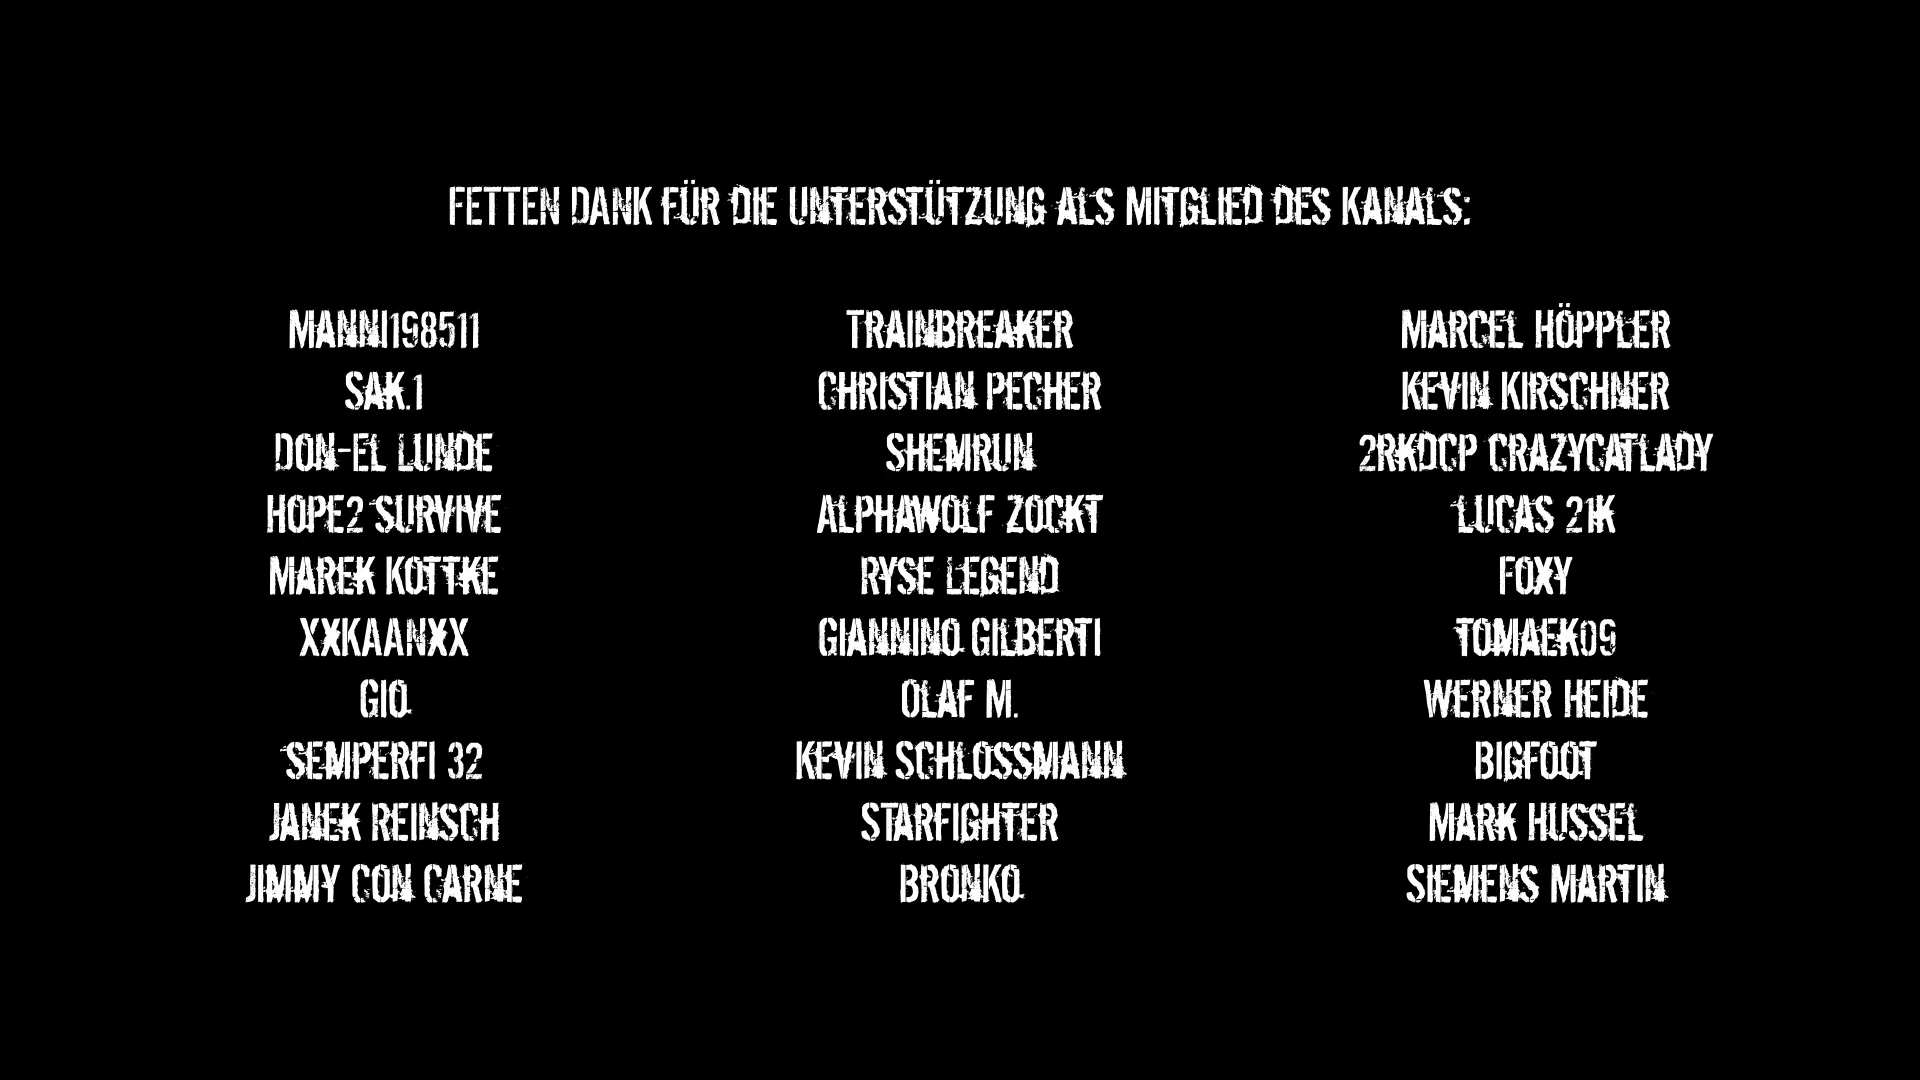 FETTEN DANK FÜR DIE UNTERSTÜTZUNG ALS MITGLIED DES KANALS:
MANNI198511
SAK.1
DON-EL LUNDE
HOPE2 SURVIVE
MAREK KOTTKE
XXKAANXX
GIO
SEMPERFI 32
JANEK REINSCH
JIMMY CON CARNE
TRAINBREAKER
CHRISTIAN PECHER
SHEMRUN
ALPHAWOLF ZOCKT
RYSE LEGEND
GIANNINO GILBERTI
OLAF M.
KEVIN SCHLOSSMANN
STARFIGHTER
BRONKO
MARCEL HÖPPLER
KEVIN KIRSCHNER
2RKDCP CRAZYCATLADY
LUCAS 21K
FOXY
TOMAEK09
WERNER HEIDE
BIGFOOT
MARK HUSSEL
SIEMENS MARTIN